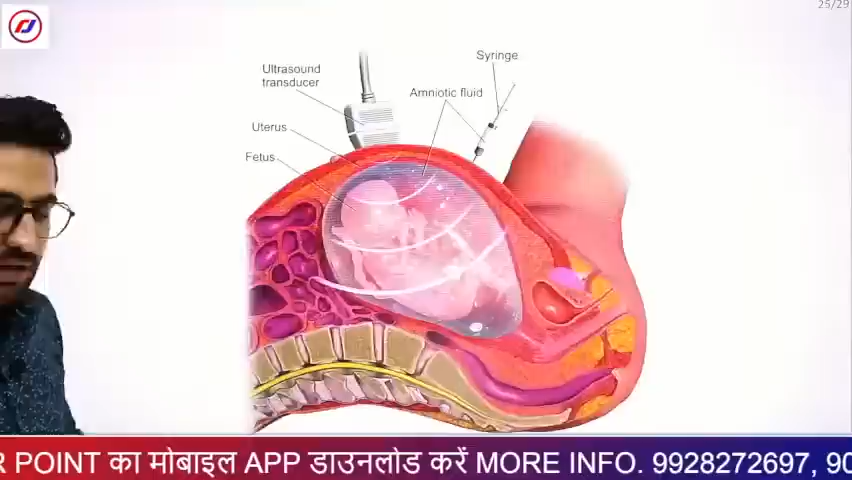 25/29
Syringe
Ultrasound
transducer
Amniotic fluid
Uterus
Fetus
POINT का मोबाइल APP डाउनलोड करें MORE INFO. 9928272697, 90